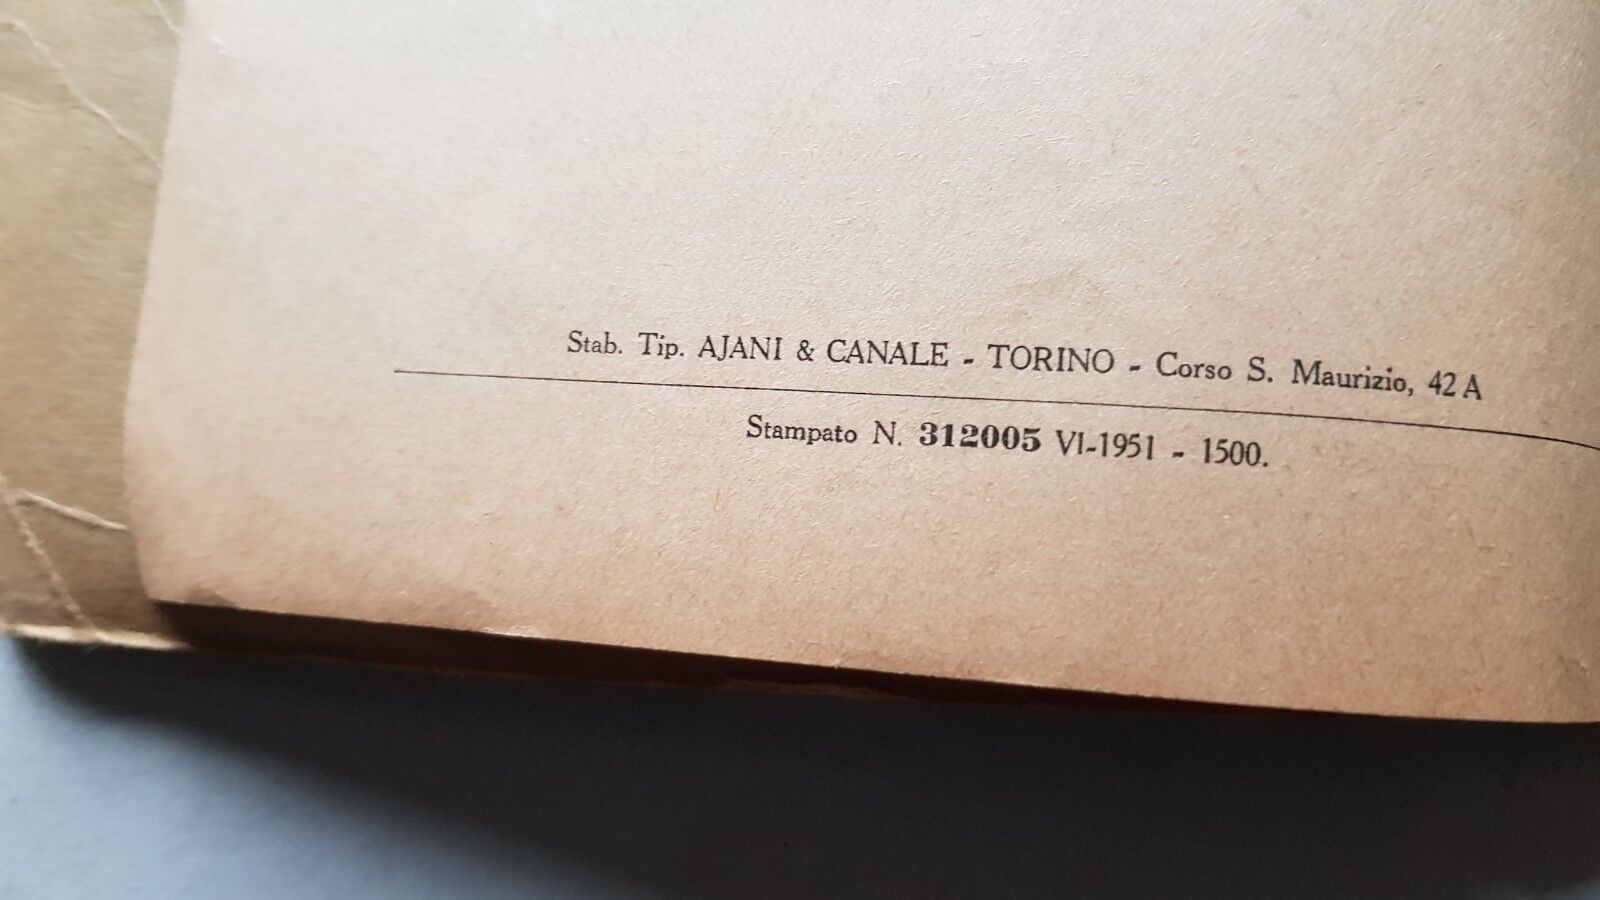 Stab. Tip. AJANI & CANALE - TORINO - Corso S. Maurizio, 42 A
Stampato N. 312005 VI-1951 - 1500.